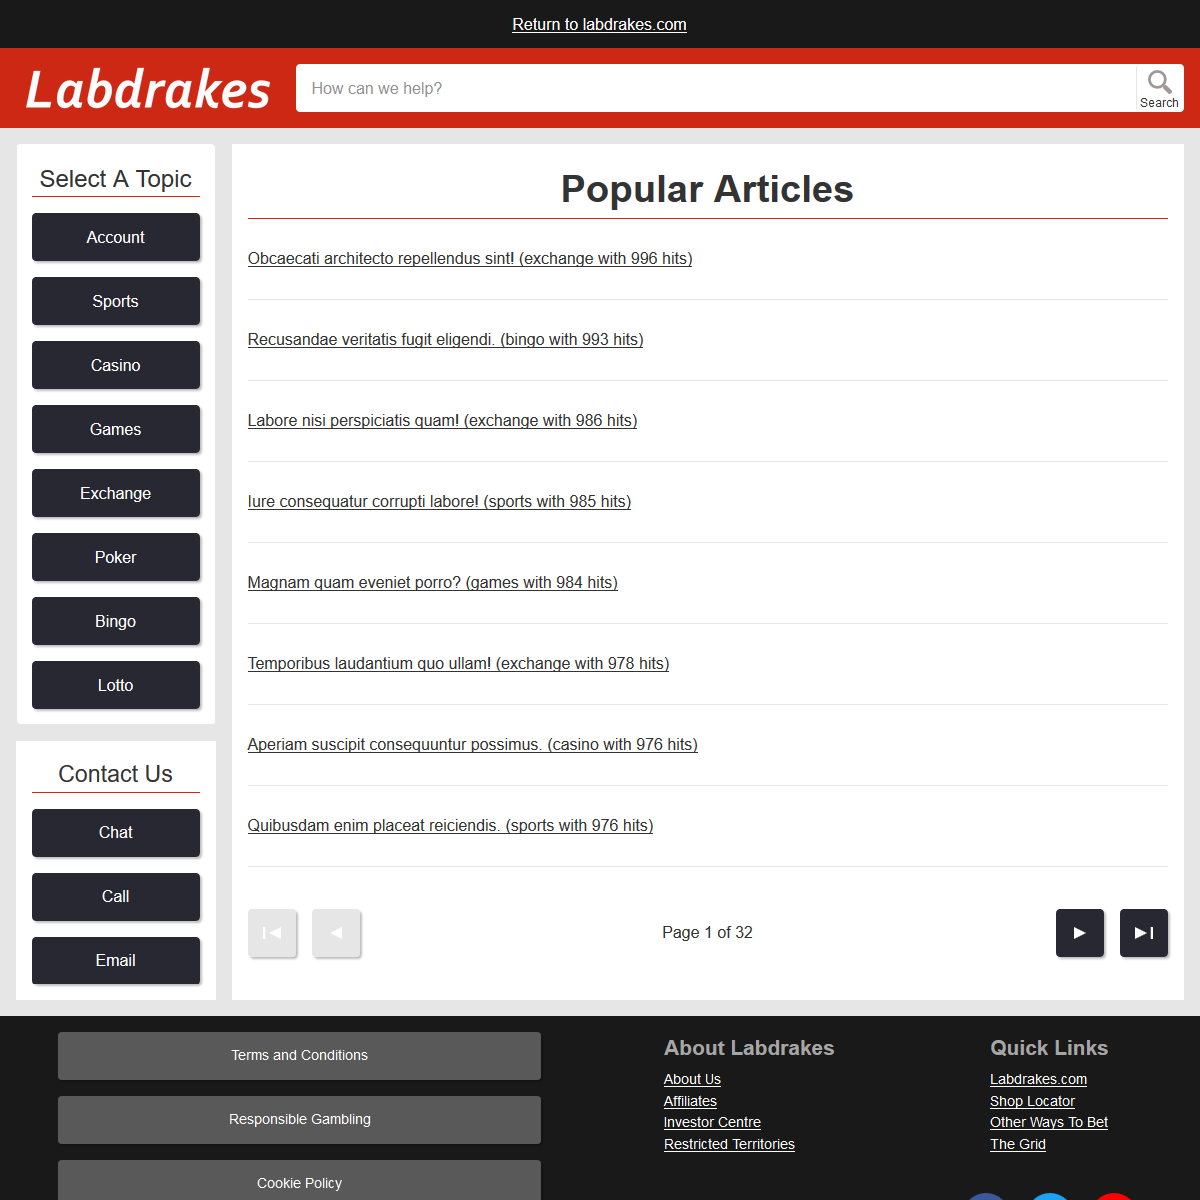 Return to labdrakes.com
Labdrakes
How can we help?
Search
Select A Topic
Account
Sports
Casino
Games
Exchange
Poker
Bingo
Lotto
Contact Us
Chat
Call
Email
Popular Articles
Obcaecati architecto repellendus sint! (exchange with 996 hits)
Recusandae veritatis fugit eligendi. (bingo with 993 hits)
Labore nisi perspiciatis quam! (exchange with 986 hits)
Iure consequatur corrupti labore! (sports with 985 hits)
Magnam quam eveniet porro? (games with 984 hits)
Temporibus laudantium quo ullam! (exchange with 978 hits)
Aperiam suscipit consequuntur possimus. (casino with 976 hits)
Quibusdam enim placeat reiciendis. (sports with 976 hits)
Page 1 of 32
Terms and Conditions
Responsible Gambling
Cookie Policy
About Labdrakes
About Us
Affiliates
Investor Centre
Restricted Territories
Quick Links
Labdrakes.com
Shop Locator
Other Ways To Bet
The Grid